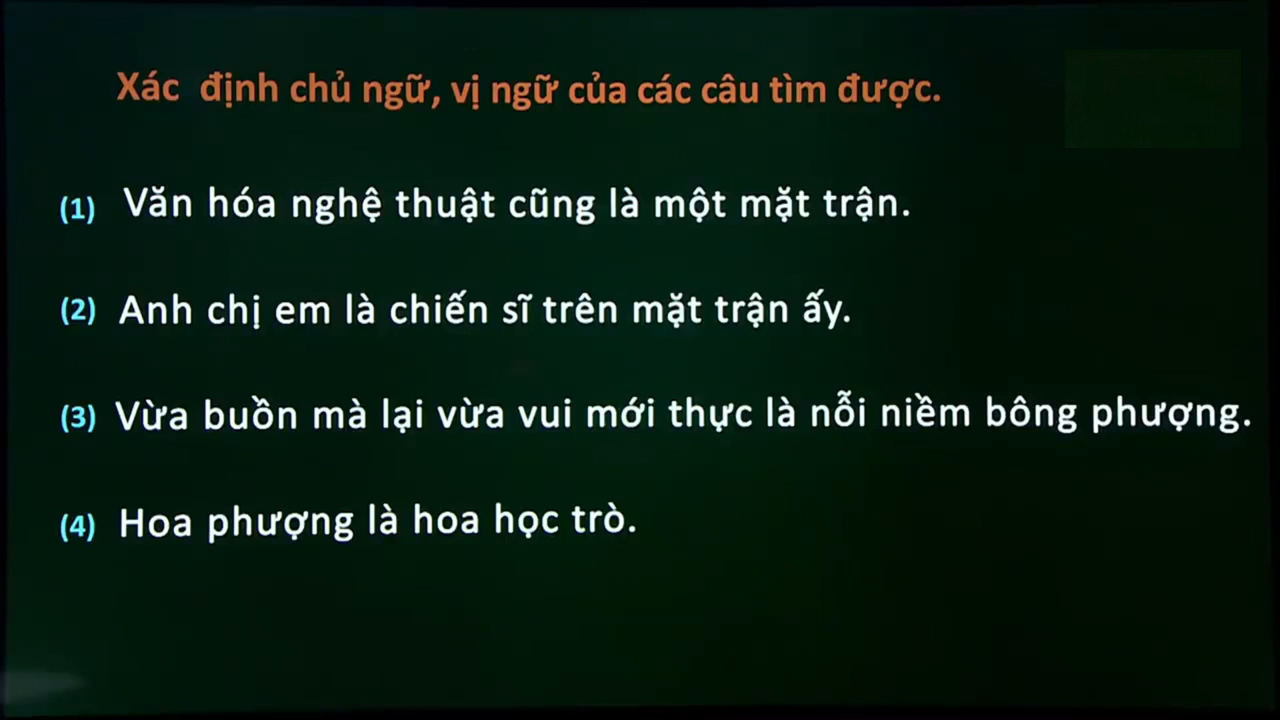 Xác định chủ ngữ, vị ngữ của các câu tìm được.
(1) Văn hóa nghệ thuật cũng là một mặt trận.
(2) Anh chị em là chiến sĩ trên mặt trận ấy.
(3) Vừa buồn mà lại vừa vui mới thực là nỗi niềm bông phượng.
(4) Hoa phượng là hoa học trò.